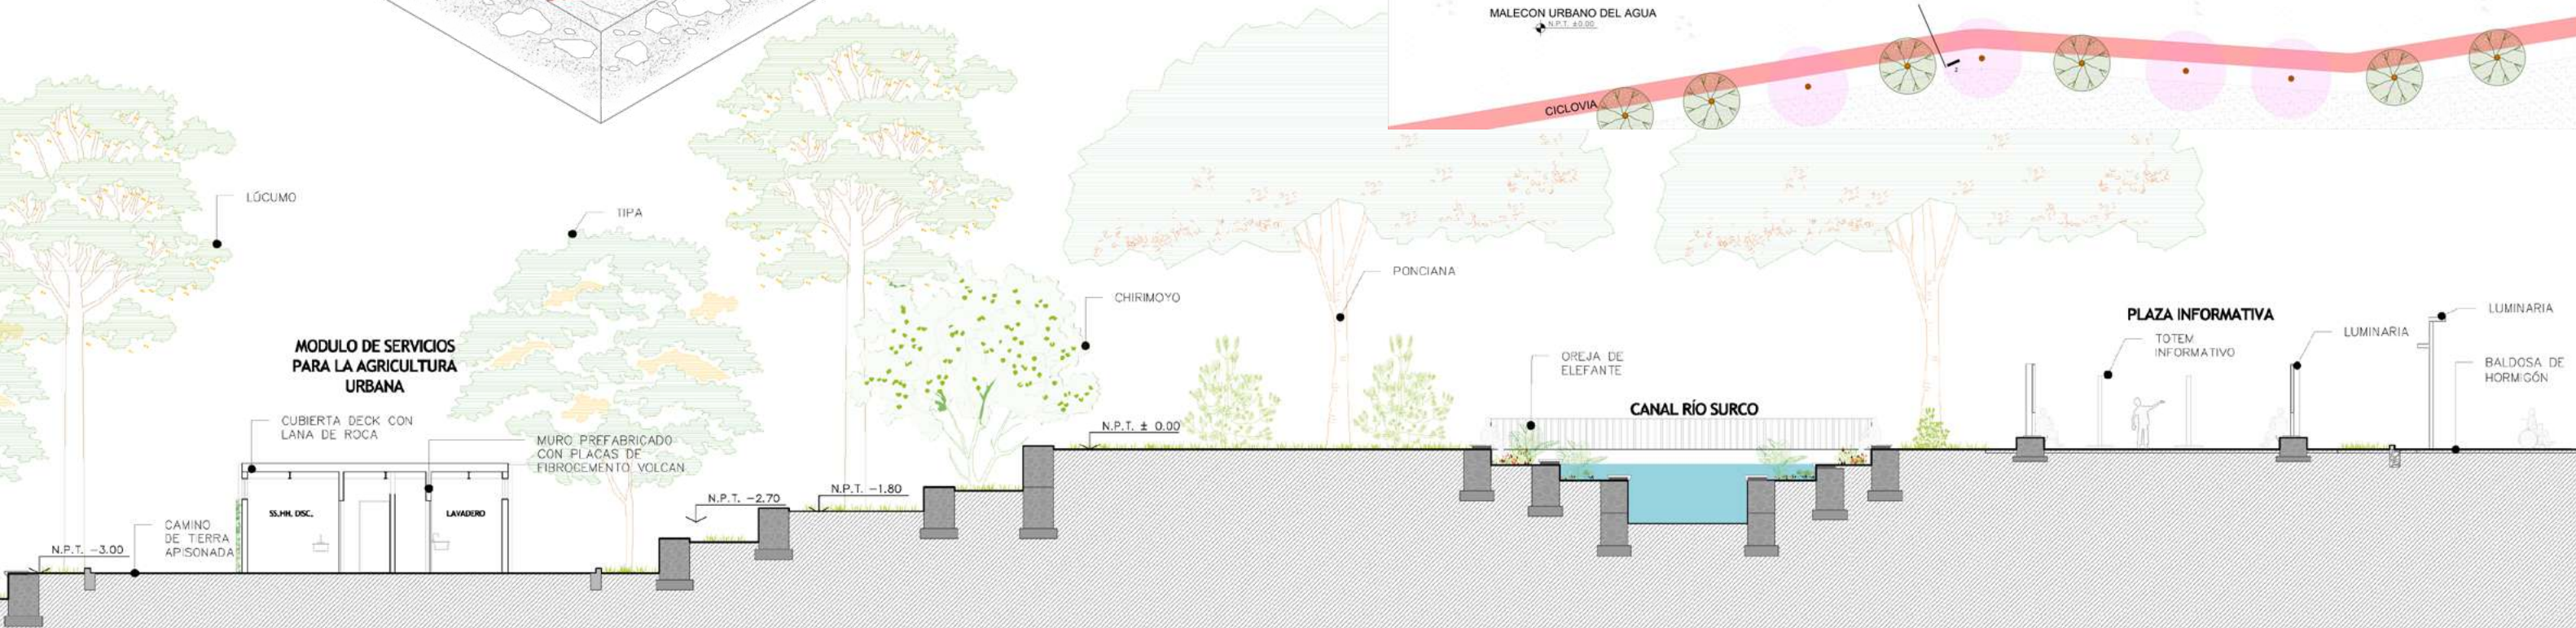 MALECON URBANO DEL AGUA
N.P.T. ±0.00
2
CICLOVIA
LÚCUMO
TIPA
PONCIANA
CHIRIMOYO
MODULO DE SERVICIOS
PARA LA AGRICULTURA
URBANA
CUBIERTA DECK CON
LANA DE ROCA
MURO PREFABRICADO
CON PLACAS DE
FIBROCEMENTO VOLCAN
SS.HH. DISC.
LAVADERO
CAMINO
DE TIERRA
APISONADA
N.P.T. -3.00
N.P.T. -2.70
N.P.T. -1.80
N.P.T. ± 0.00
OREJA DE
ELEFANTE
CANAL RÍO SURCO
PLAZA INFORMATIVA
TOTEM
INFORMATIVO
LUMINARIA
LUMINARIA
BALDOSA DE
HORMIGÓN